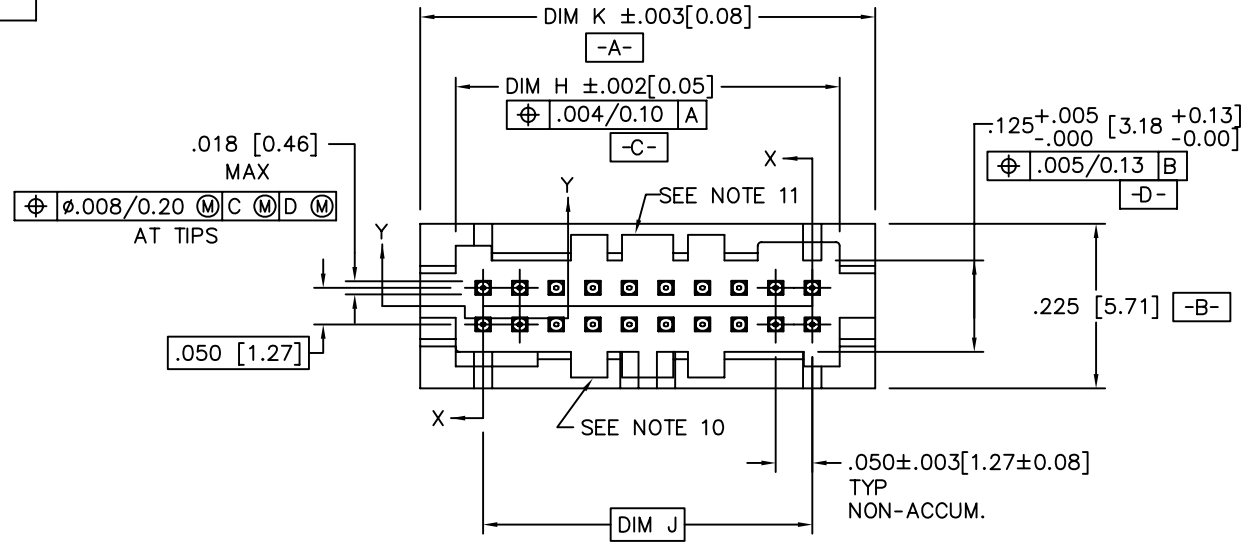 DIM K ±.003[0.08]
-A-
DIM H ±.002[0.05]
⌖ .004/0.10 A
-C-
.125 +.005 -.000 [3.18 +0.13 -0.00]
⌖ .005/0.13 B
-D-
.018 [0.46]
MAX
⌖ ø.008/0.20 Ⓜ C Ⓜ D Ⓜ
AT TIPS
X
Y
SEE NOTE 11
Y
.225 [5.71] -B-
.050 [1.27]
X
SEE NOTE 10
.050±.003[1.27±0.08]
TYP
NON-ACCUM.
DIM J